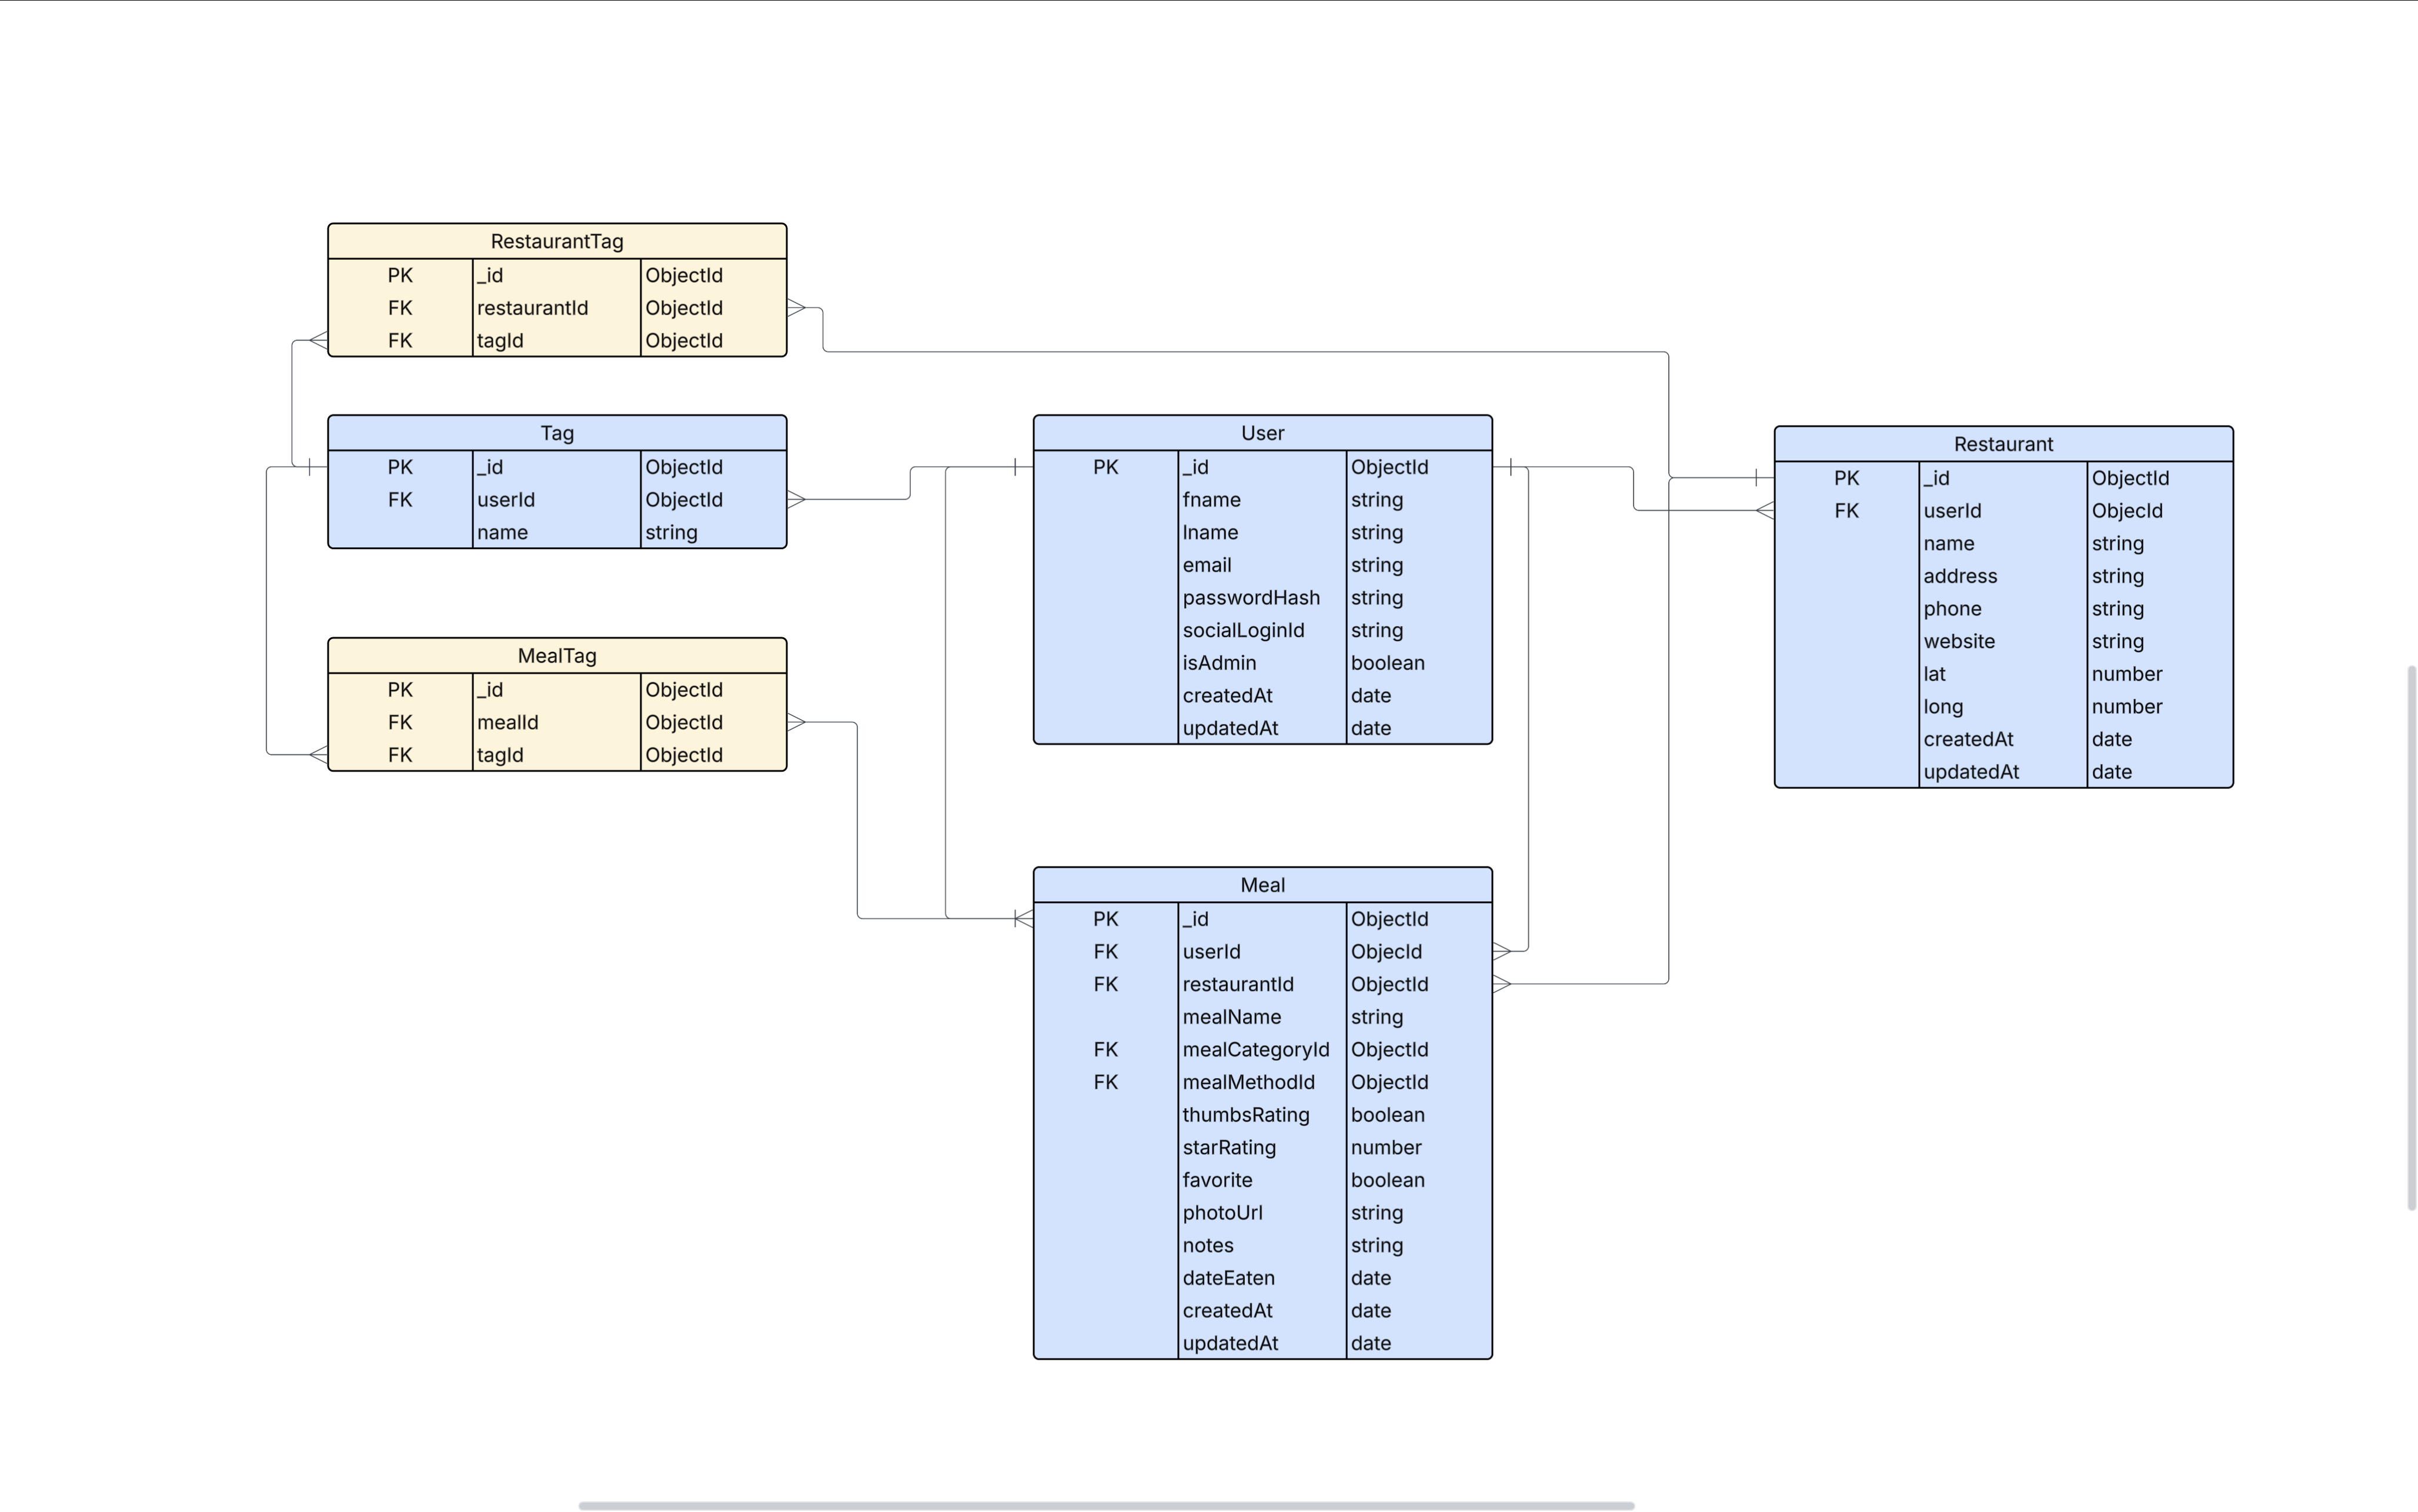 RestaurantTag
PK _id ObjectId
FK restaurantId ObjectId
FK tagId ObjectId
Tag
PK _id ObjectId
FK userId ObjectId
name string
MealTag
PK _id ObjectId
FK mealId ObjectId
FK tagId ObjectId
User
PK _id ObjectId
fname string
lname string
email string
passwordHash string
socialLoginId string
isAdmin boolean
createdAt date
updatedAt date
Meal
PK _id ObjectId
FK userId ObjecId
FK restaurantId ObjectId
mealName string
FK mealCategoryId ObjectId
FK mealMethodId ObjectId
thumbsRating boolean
starRating number
favorite boolean
photoUrl string
notes string
dateEaten date
createdAt date
updatedAt date
Restaurant
PK _id ObjectId
FK userId ObjecId
name string
address string
phone string
website string
lat number
long number
createdAt date
updatedAt date